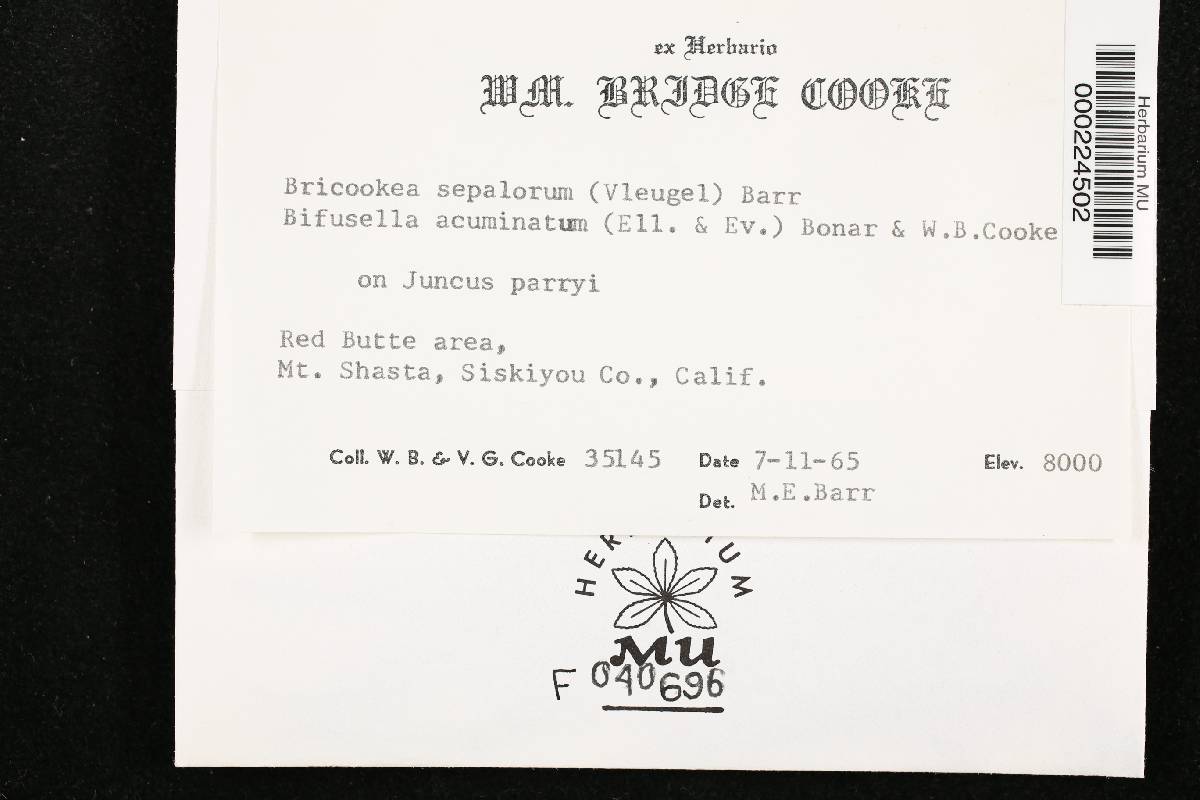 ex Herbario
WM. BRIDGE COOKE
Bricookea sepalorum (Vleugel) Barr
Bifusella acuminatum (Ell. & Ev.) Bonar & W.B.Cooke
on Juncus parryi
Red Butte area,
Mt. Shasta, Siskiyou Co., Calif.
Coll. W. B. & V. G. Cooke 35145 Date 7-11-65 Elev. 8000
Det. M.E.Barr
Herbarium MU
000224502
MU
F 040696